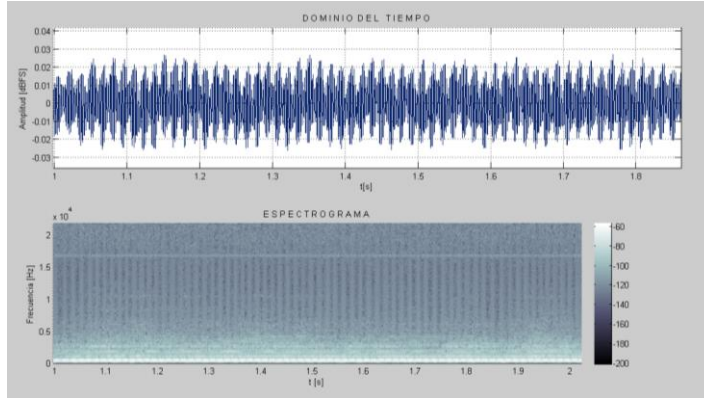 DOMINIO DEL TIEMPO
0.04
0.03
0.02
0.01
0
-0.01
-0.02
-0.03
Amplitud [dBFS]
1 1.1 1.2 1.3 1.4 1.5 1.6 1.7 1.8
t[s]
ESPECTROGRAMA
x 10^4
2
1.5
1
0.5
0
Frecuencia [Hz]
1 1.1 1.2 1.3 1.4 1.5 1.6 1.7 1.8 1.9 2
t [s]
-60
-80
-100
-120
-140
-160
-180
-200